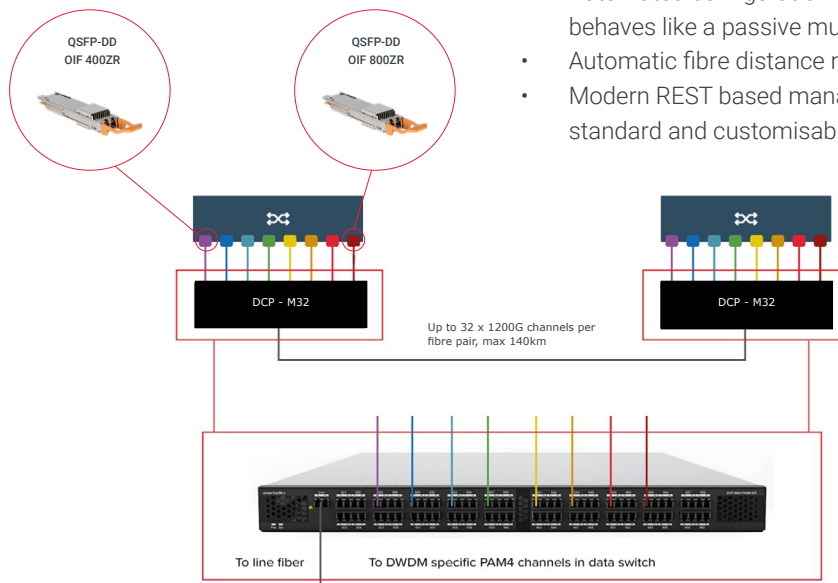 behaves like a passive mu
• Automatic fibre distance
• Modern REST based mana
standard and customisab
QSFP-DD
OIF 400ZR
QSFP-DD
OIF 800ZR
DCP - M32
DCP - M32
Up to 32 x 1200G channels per
fibre pair, max 140km
To line fiber
To DWDM specific PAM4 channels in data switch